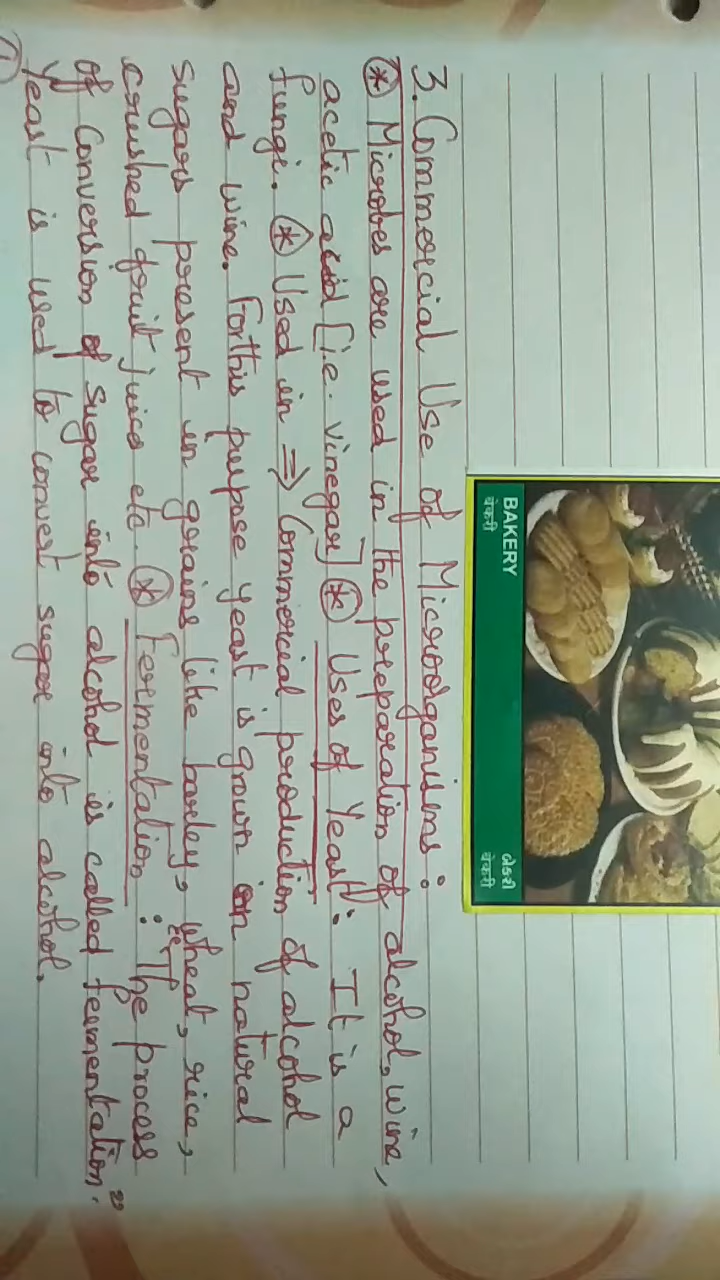 BAKERY
बेकरी
બેકરી
बेकरी
3. Commercial Use of Microorganisms :
* Microbes are used in the preparation of alcohol, wine,
acetic acid [i.e. vinegar] * Uses of Yeast : It is a
fungi. * Used in ⇒ Commercial production of alcohol
and wine. For this purpose yeast is grown on natural
sugars present in grains like barley, wheat, rice,
crushed fruit juices etc. * Fermentation : "The process
of conversion of sugar into alcohol is called fermentation."
Yeast is used to convert sugar into alcohol.